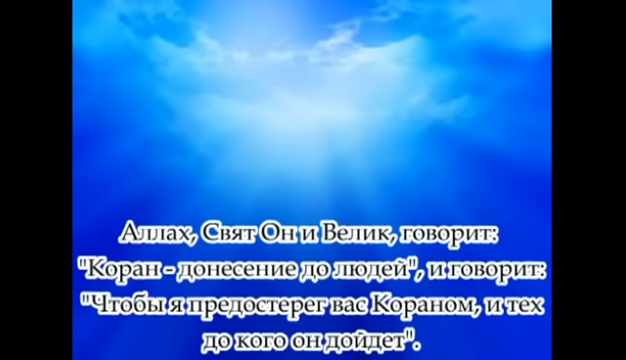 Аллах, Свят Он и Велик, говорит:
"Коран - донесение до людей", и говорит:
"Чтобы я предостерег вас Кораном, и тех
до кого он дойдет".